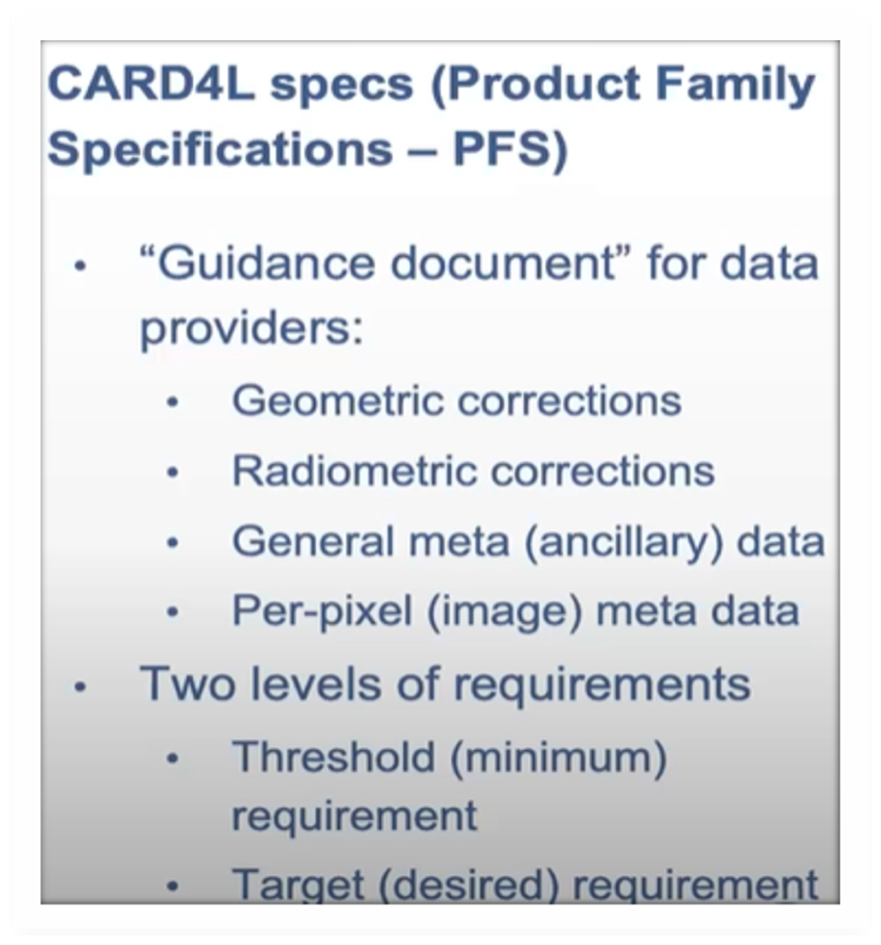 CARD4L specs (Product Family
Specifications – PFS)
• “Guidance document” for data
providers:
• Geometric corrections
• Radiometric corrections
• General meta (ancillary) data
• Per-pixel (image) meta data
• Two levels of requirements
• Threshold (minimum)
requirement
• Target (desired) requirement